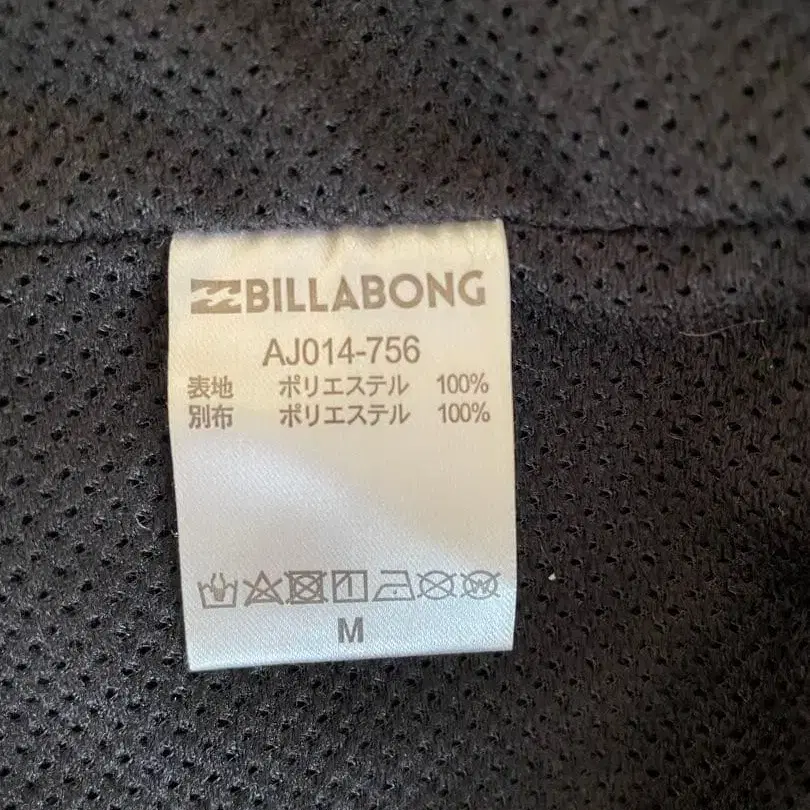 BILLABONG
AJ014-756
表地 ポリエステル 100%
別布 ポリエステル 100%
M